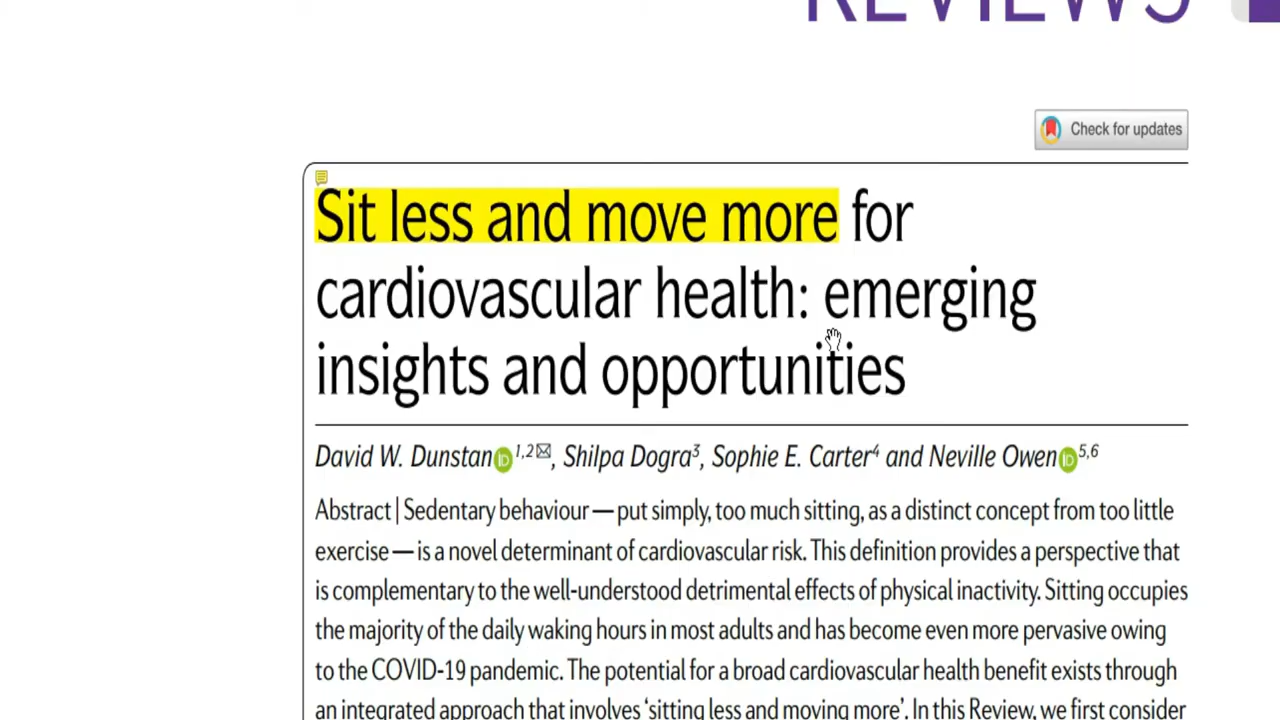 REVIEWS
Check for updates
Sit less and move more for
cardiovascular health: emerging
insights and opportunities
David W. Dunstan iD 1,2✉, Shilpa Dogra3, Sophie E. Carter4 and Neville Owen iD 5,6
Abstract | Sedentary behaviour — put simply, too much sitting, as a distinct concept from too little
exercise — is a novel determinant of cardiovascular risk. This definition provides a perspective that
is complementary to the well-understood detrimental effects of physical inactivity. Sitting occupies
the majority of the daily waking hours in most adults and has become even more pervasive owing
to the COVID-19 pandemic. The potential for a broad cardiovascular health benefit exists through
an integrated approach that involves ‘sitting less and moving more’. In this Review, we first consider